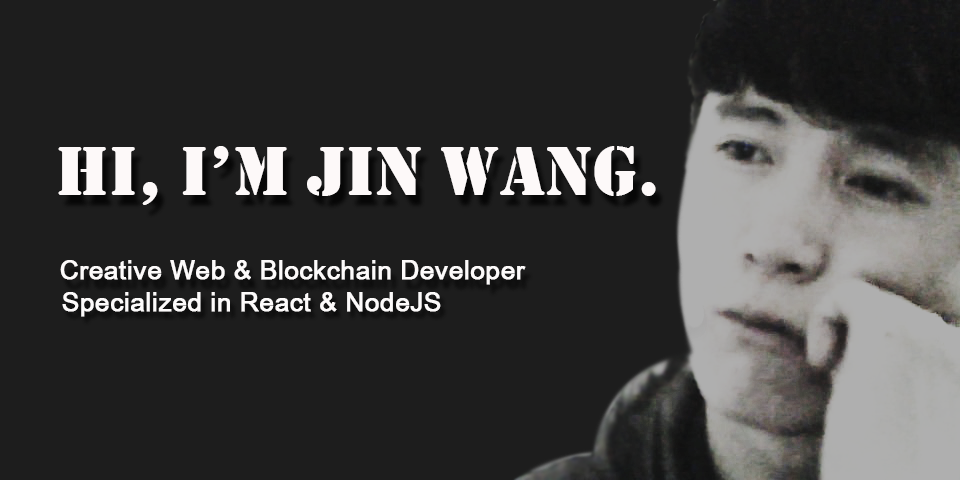 HI, I'M JIN WANG.
Creative Web & Blockchain Developer
Specialized in React & NodeJS